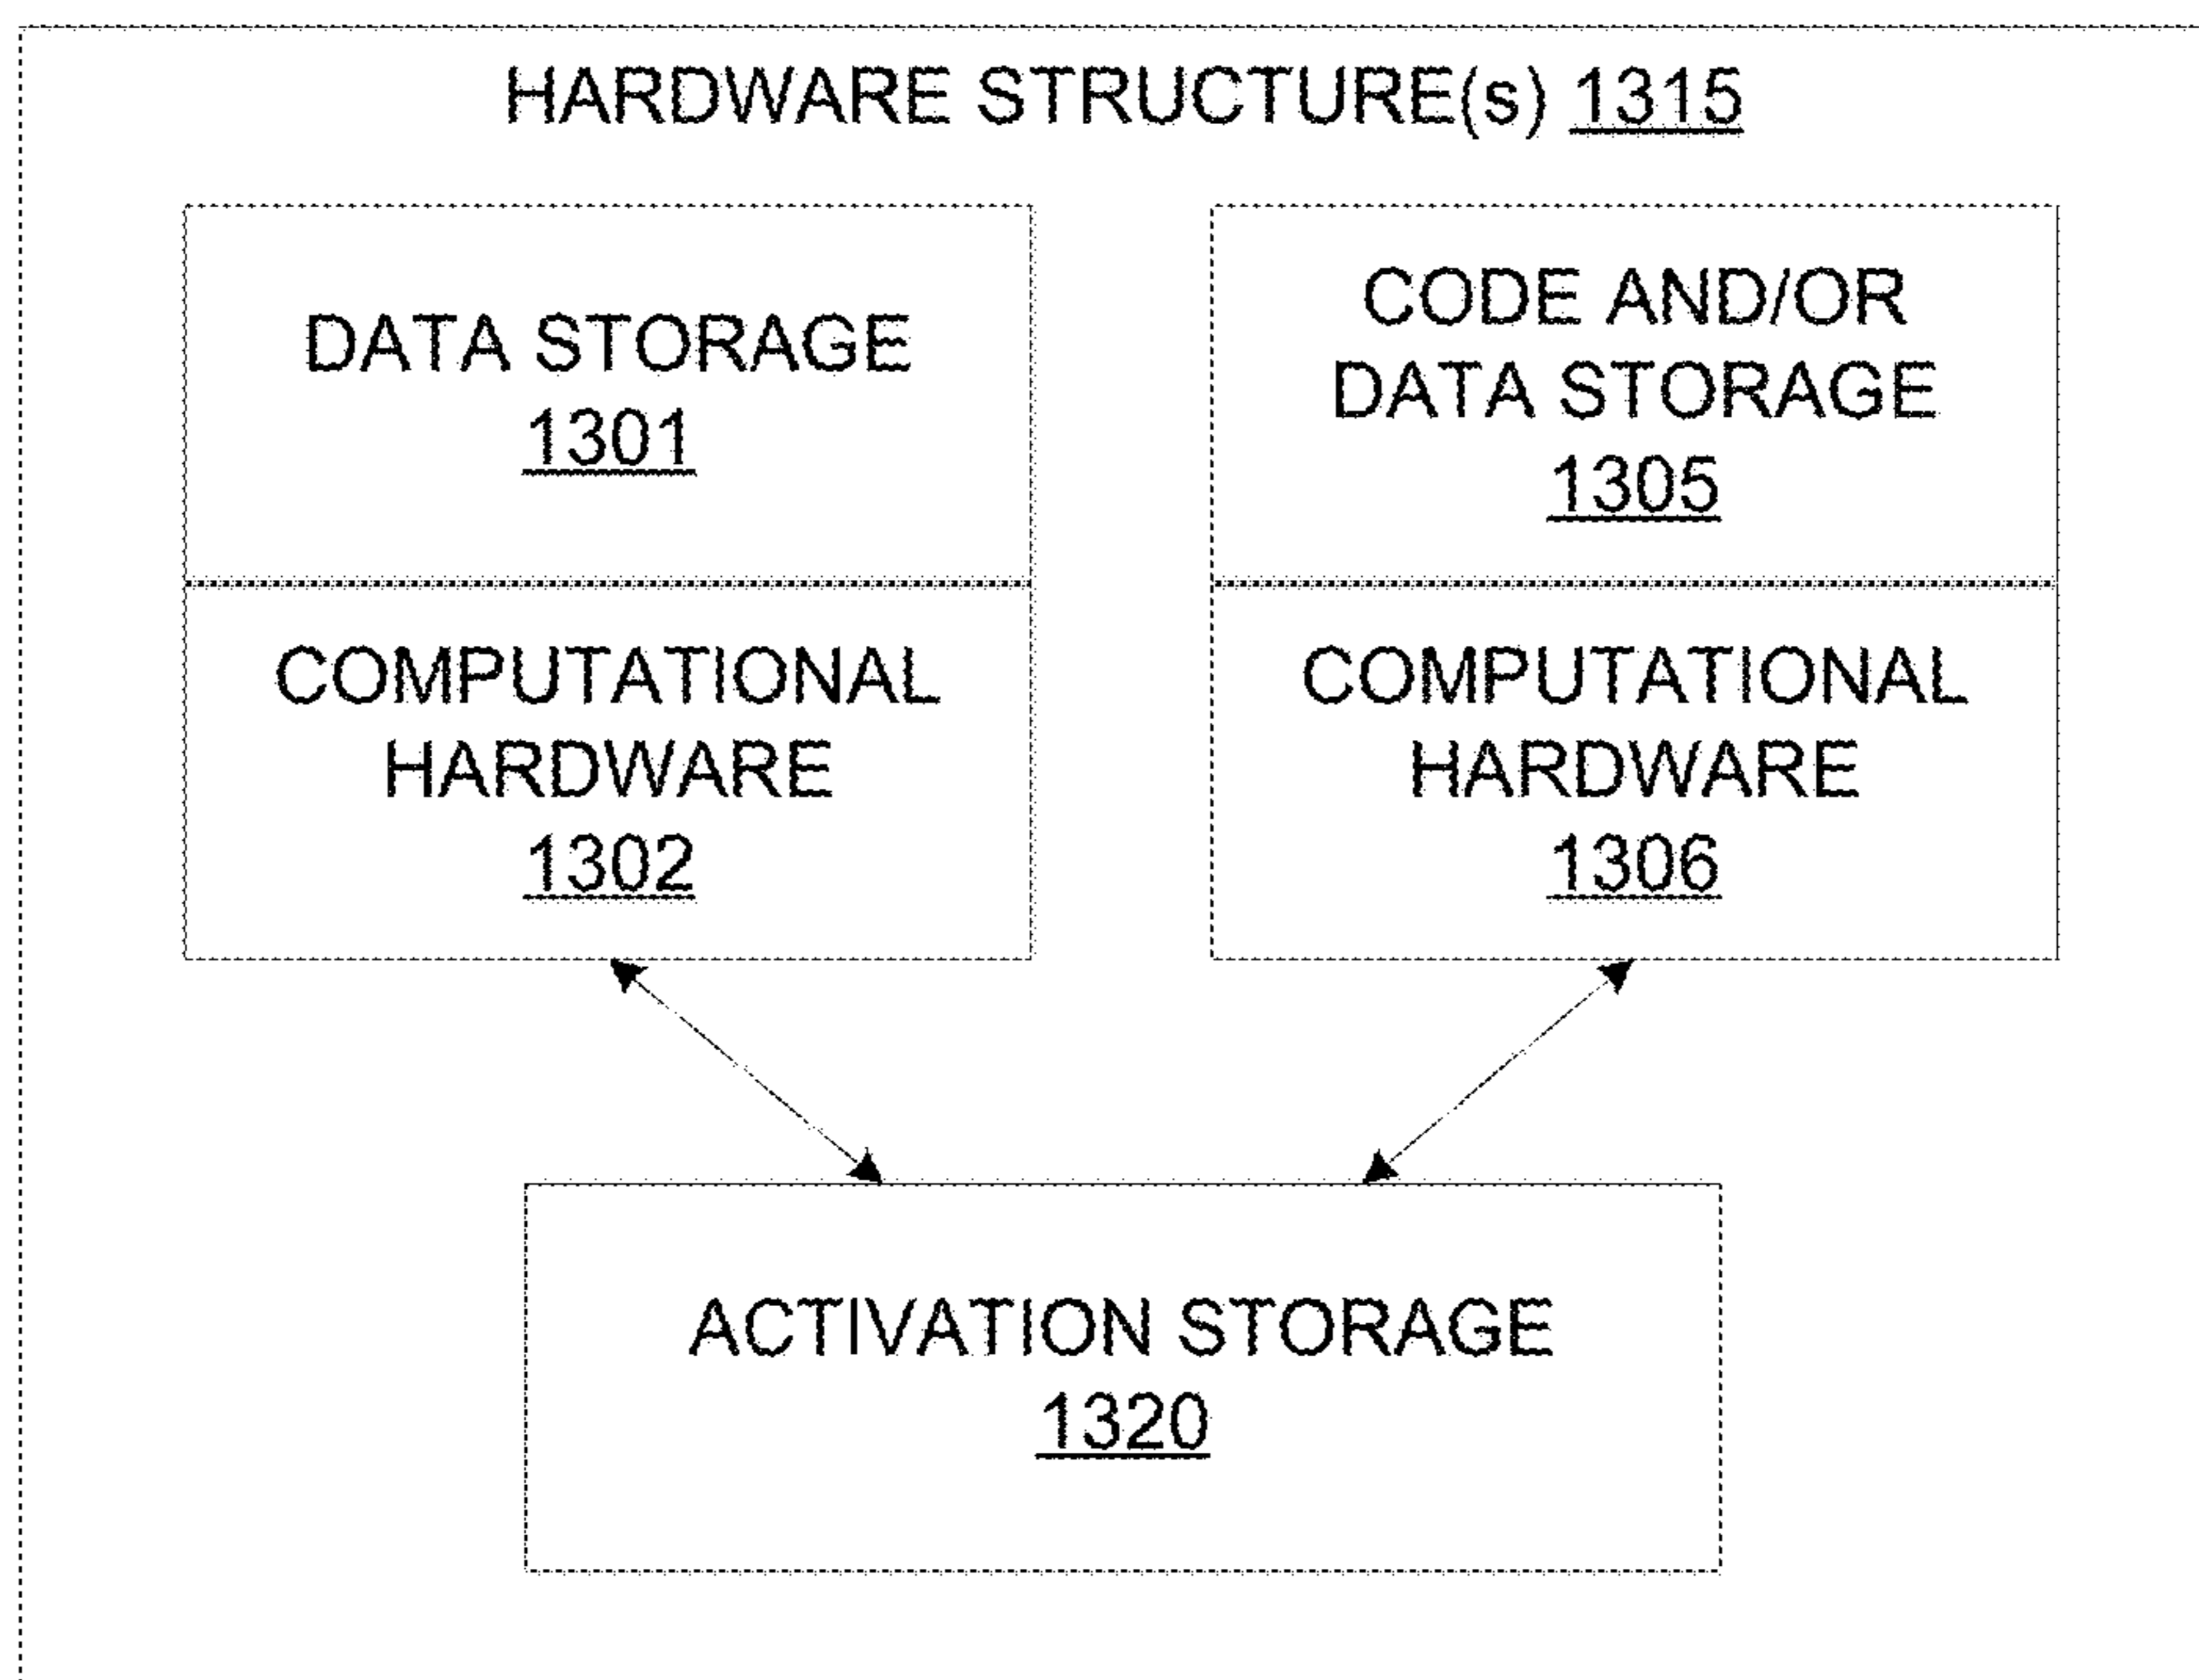 HARDWARE STRUCTURE(s) 1315
DATA STORAGE
1301
COMPUTATIONAL
HARDWARE
1302
CODE AND/OR
DATA STORAGE
1305
COMPUTATIONAL
HARDWARE
1306
ACTIVATION STORAGE
1320